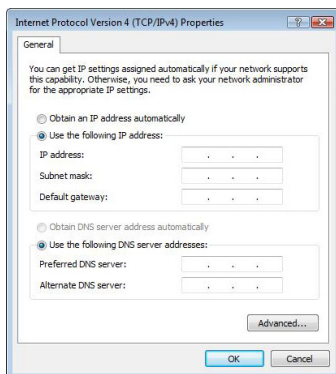 Internet Protocol Version 4 (TCP/IPv4) Properties
General
You can get IP settings assigned automatically if your network supports
this capability. Otherwise, you need to ask your network administrator
for the appropriate IP settings.
Obtain an IP address automatically
Use the following IP address:
IP address: . . .
Subnet mask: . . .
Default gateway: . . .
Obtain DNS server address automatically
Use the following DNS server addresses:
Preferred DNS server: . . .
Alternate DNS server: . . .
Advanced...
OK Cancel